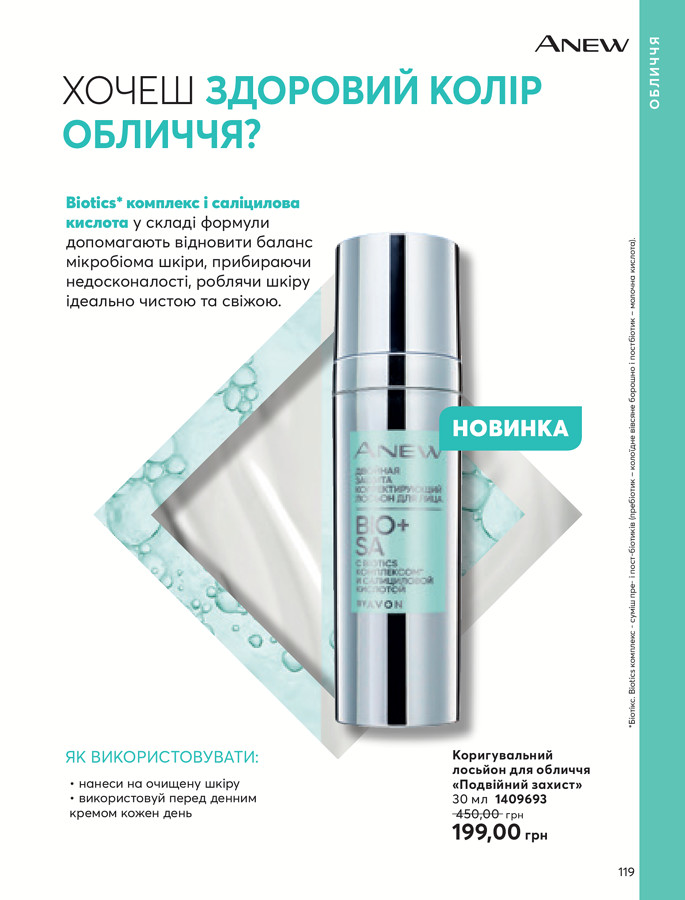 ANEW
ОБЛИЧЧЯ
ХОЧЕШ ЗДОРОВИЙ КОЛІР
ОБЛИЧЧЯ?
Biotics* комплекс і саліцилова
кислота у складі формули
допомагають відновити баланс
мікробіома шкіри, прибираючи
недосконалості, роблячи шкіру
ідеально чистою та свіжою.
НОВИНКА
ANEW
ДВОЙНАЯ
ЗАЩИТА
КОРРЕКТИРУЮЩИЙ
ЛОСЬОН ДЛЯ ЛИЦА
BIO+
SA
С BIOTICS
КОМПЛЕКСОМ*
И САЛИЦИЛОВОЙ
КИСЛОТОЙ
BY AVON
*Біотікс. Biotics комплекс - суміш пре- і пост-біотиків (пребіотик – колоїдне вівсяне борошно і постбіотик – молочна кислота).
ЯК ВИКОРИСТОВУВАТИ:
• нанеси на очищену шкіру
• використовуй перед денним
кремом кожен день
Коригувальний
лосьйон для обличчя
«Подвійний захист»
30 мл 1409693
450,00 грн
199,00 грн
119